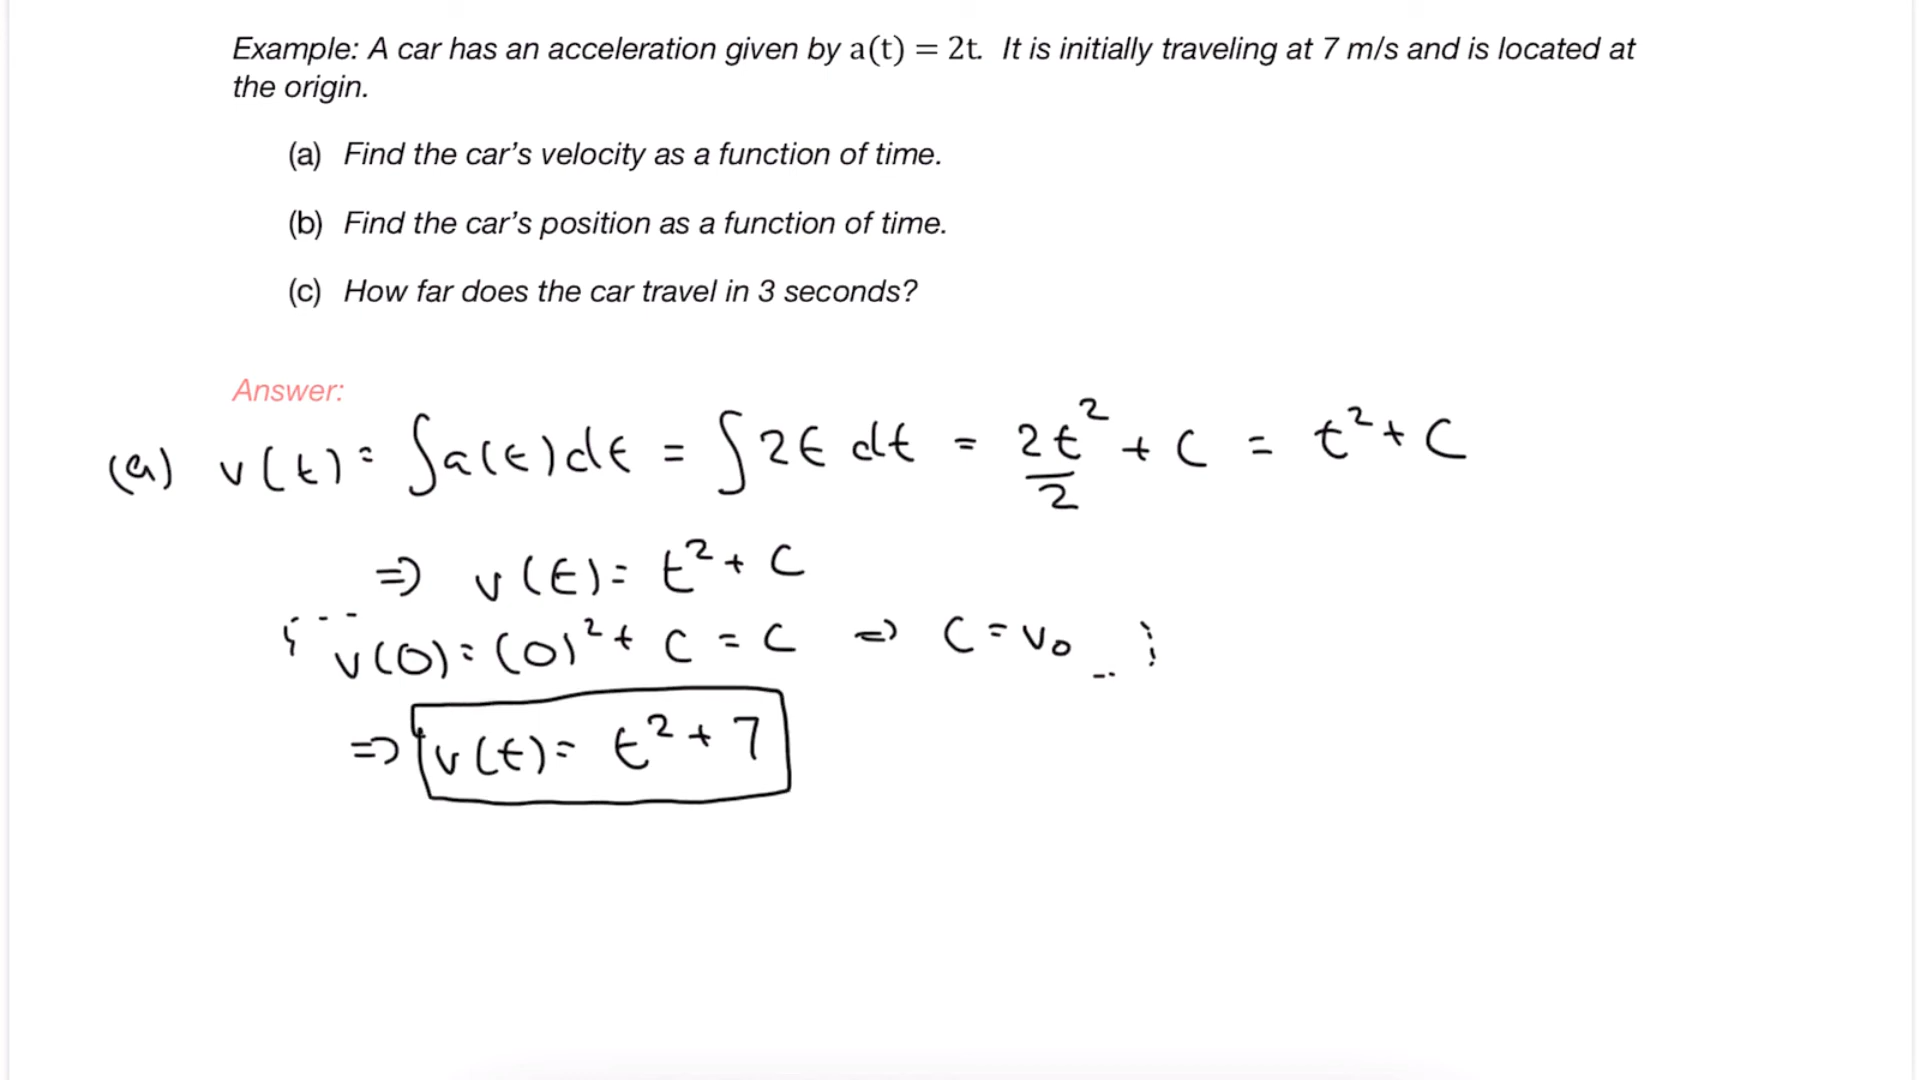 Example: A car has an acceleration given by a(t) = 2t. It is initially traveling at 7 m/s and is located at
the origin.
(a) Find the car's velocity as a function of time.
(b) Find the car's position as a function of time.
(c) How far does the car travel in 3 seconds?
Answer:
(a) v(t) = ∫a(t)dt = ∫2t dt = 2t²/2 + C = t² + C
⇒ v(t) = t² + C
v(0) = (0)² + C = C ⇒ C = v₀
⇒ v(t) = t² + 7